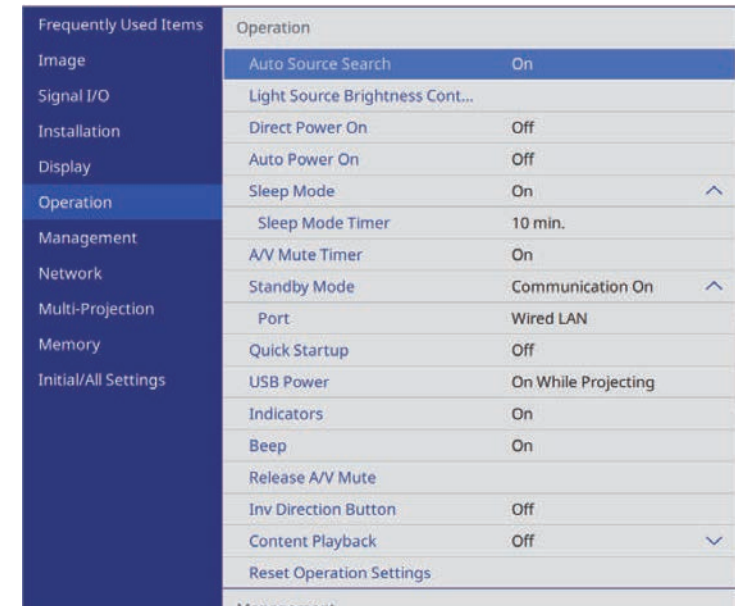 Frequently Used Items
Image
Signal I/O
Installation
Display
Operation
Management
Network
Multi-Projection
Memory
Initial/All Settings
Operation
Auto Source Search On
Light Source Brightness Cont...
Direct Power On Off
Auto Power On Off
Sleep Mode On
Sleep Mode Timer 10 min.
A/V Mute Timer On
Standby Mode Communication On
Port Wired LAN
Quick Startup Off
USB Power On While Projecting
Indicators On
Beep On
Release A/V Mute
Inv Direction Button Off
Content Playback Off
Reset Operation Settings
Management